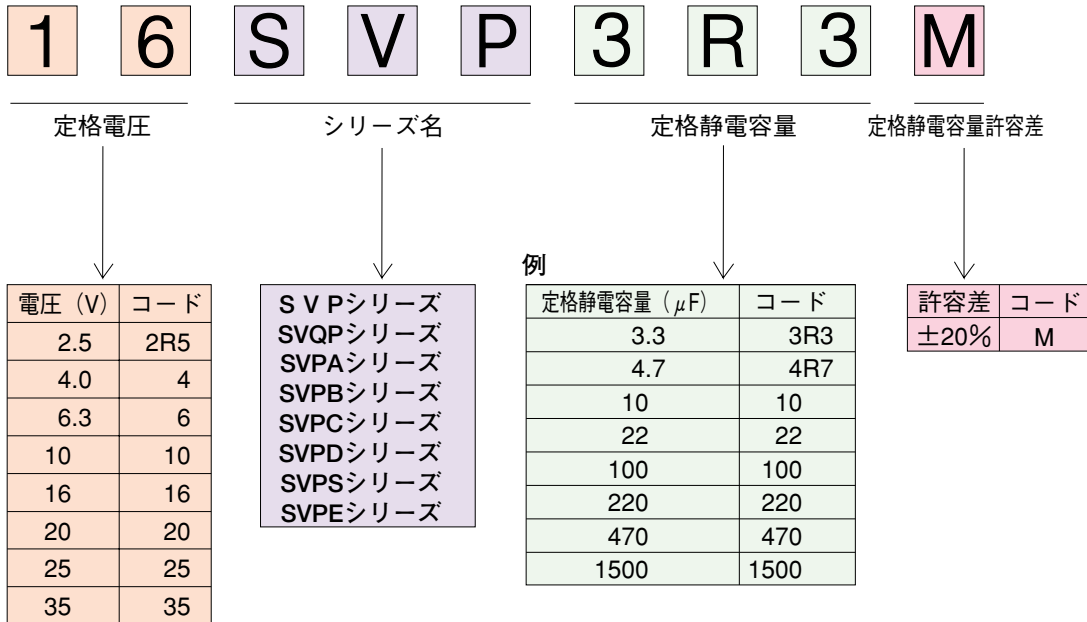 1 6 S V P 3 R 3 M
定格電圧 シリーズ名 定格静電容量 定格静電容量許容差
電圧（V） コード
2.5 2R5
4.0 4
6.3 6
10 10
16 16
20 20
25 25
35 35
S V Pシリーズ
SVQPシリーズ
SVPAシリーズ
SVPBシリーズ
SVPCシリーズ
SVPDシリーズ
SVPSシリーズ
SVPEシリーズ
例
定格静電容量（μF） コード
3.3 3R3
4.7 4R7
10 10
22 22
100 100
220 220
470 470
1500 1500
許容差 コード
±20% M